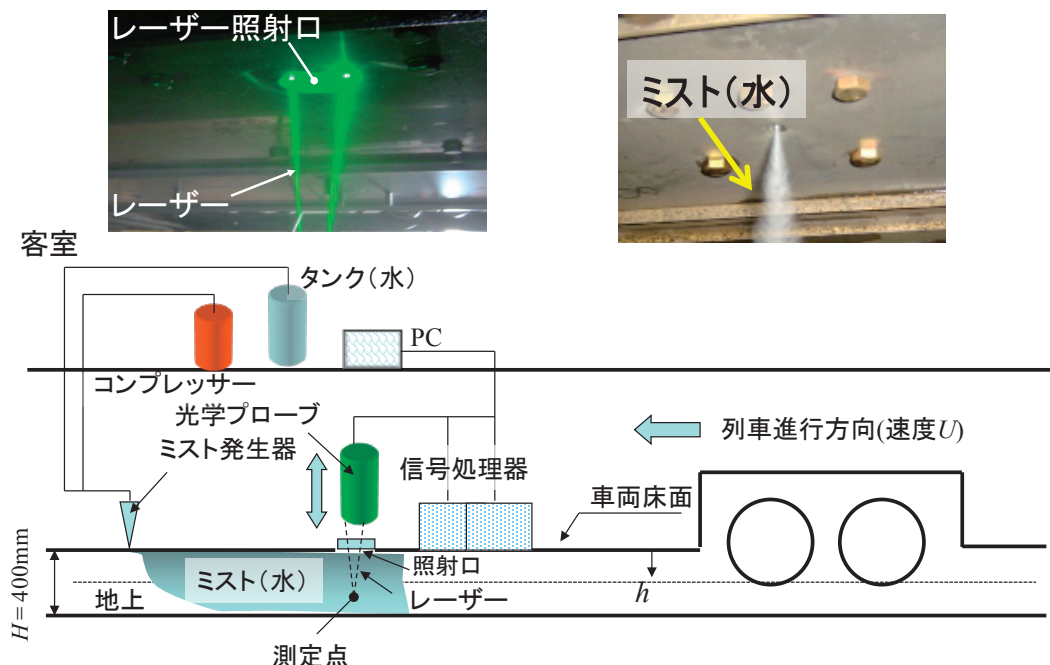 レーザー照射口
レーザー
ミスト(水)
客室
タンク(水)
PC
コンプレッサー
光学プローブ
ミスト発生器
信号処理器
列車進行方向(速度U)
車両床面
照射口
ミスト(水)
レーザー
h
地上
H = 400mm
測定点